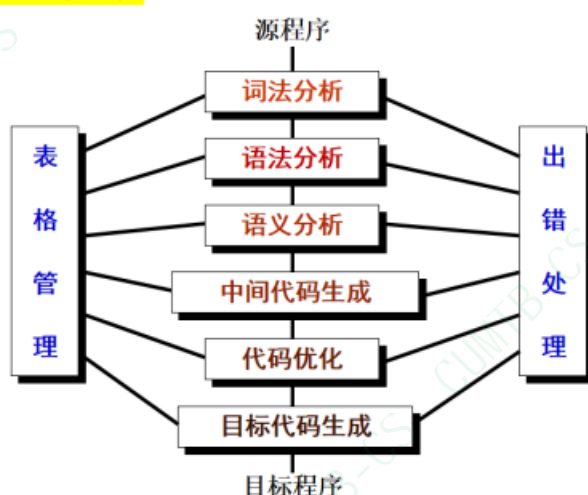 源程序
词法分析
语法分析
语义分析
中间代码生成
代码优化
目标代码生成
目标程序
表格管理
出错处理
CUMTB-CS